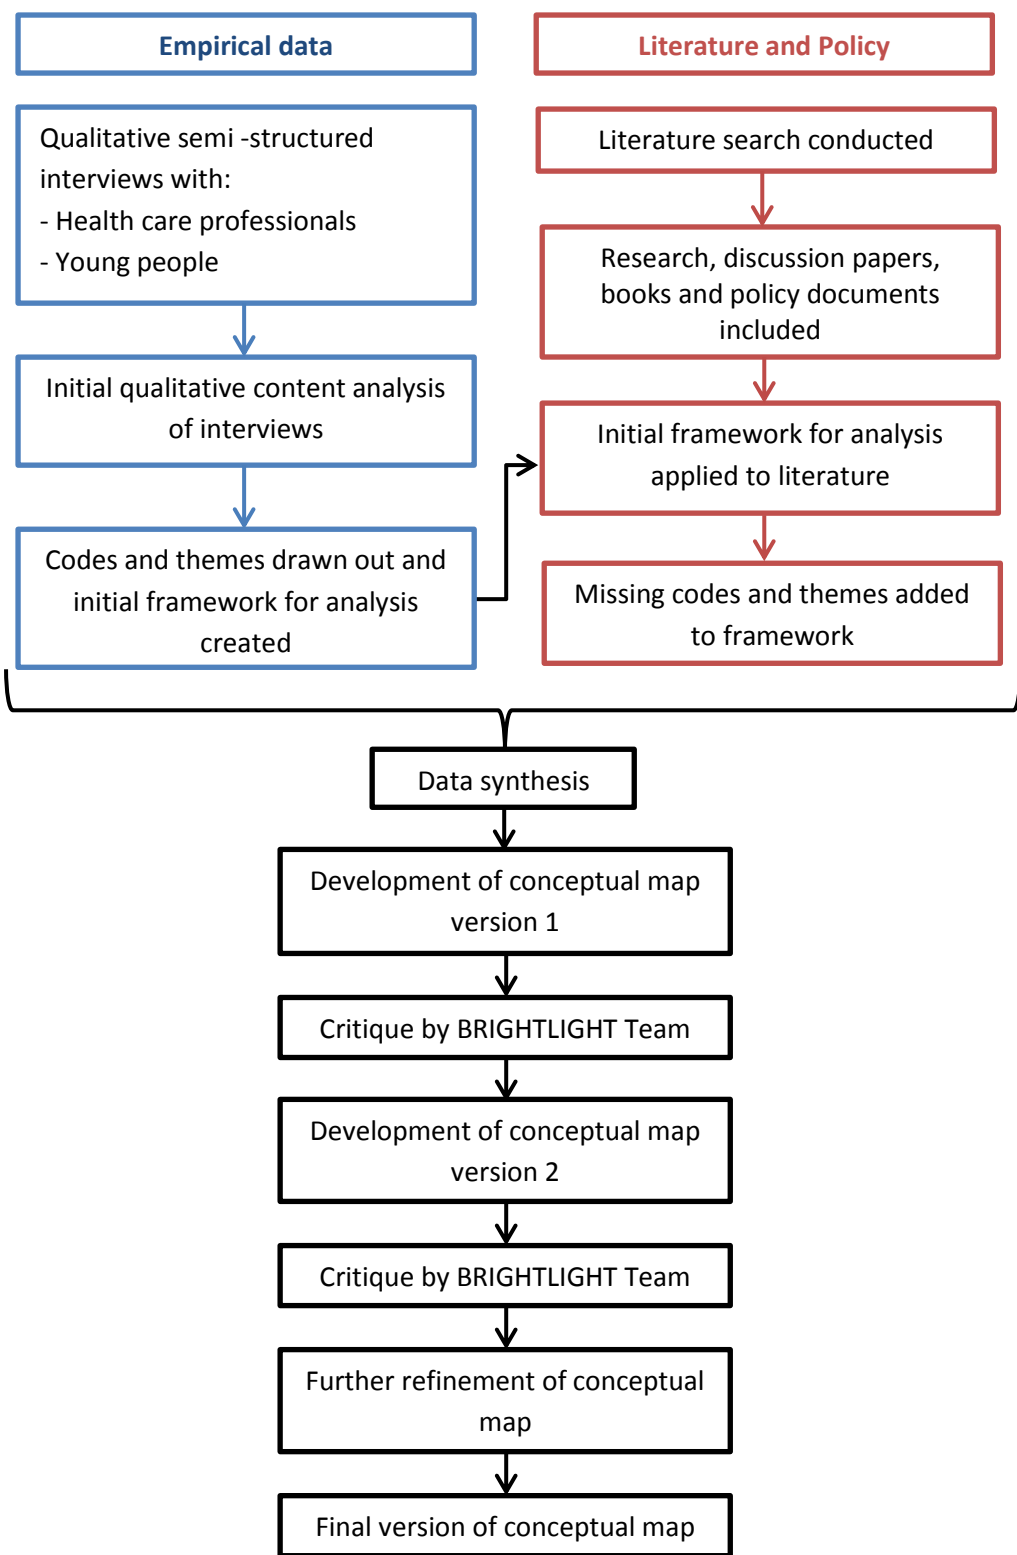 Empirical data
Qualitative semi -structured
interviews with:
- Health care professionals
- Young people
Initial qualitative content analysis
of interviews
Codes and themes drawn out and
initial framework for analysis
created
Literature and Policy
Literature search conducted
Research, discussion papers,
books and policy documents
included
Initial framework for analysis
applied to literature
Missing codes and themes added
to framework
Data synthesis
Development of conceptual map
version 1
Critique by BRIGHTLIGHT Team
Development of conceptual map
version 2
Critique by BRIGHTLIGHT Team
Further refinement of conceptual
map
Final version of conceptual map